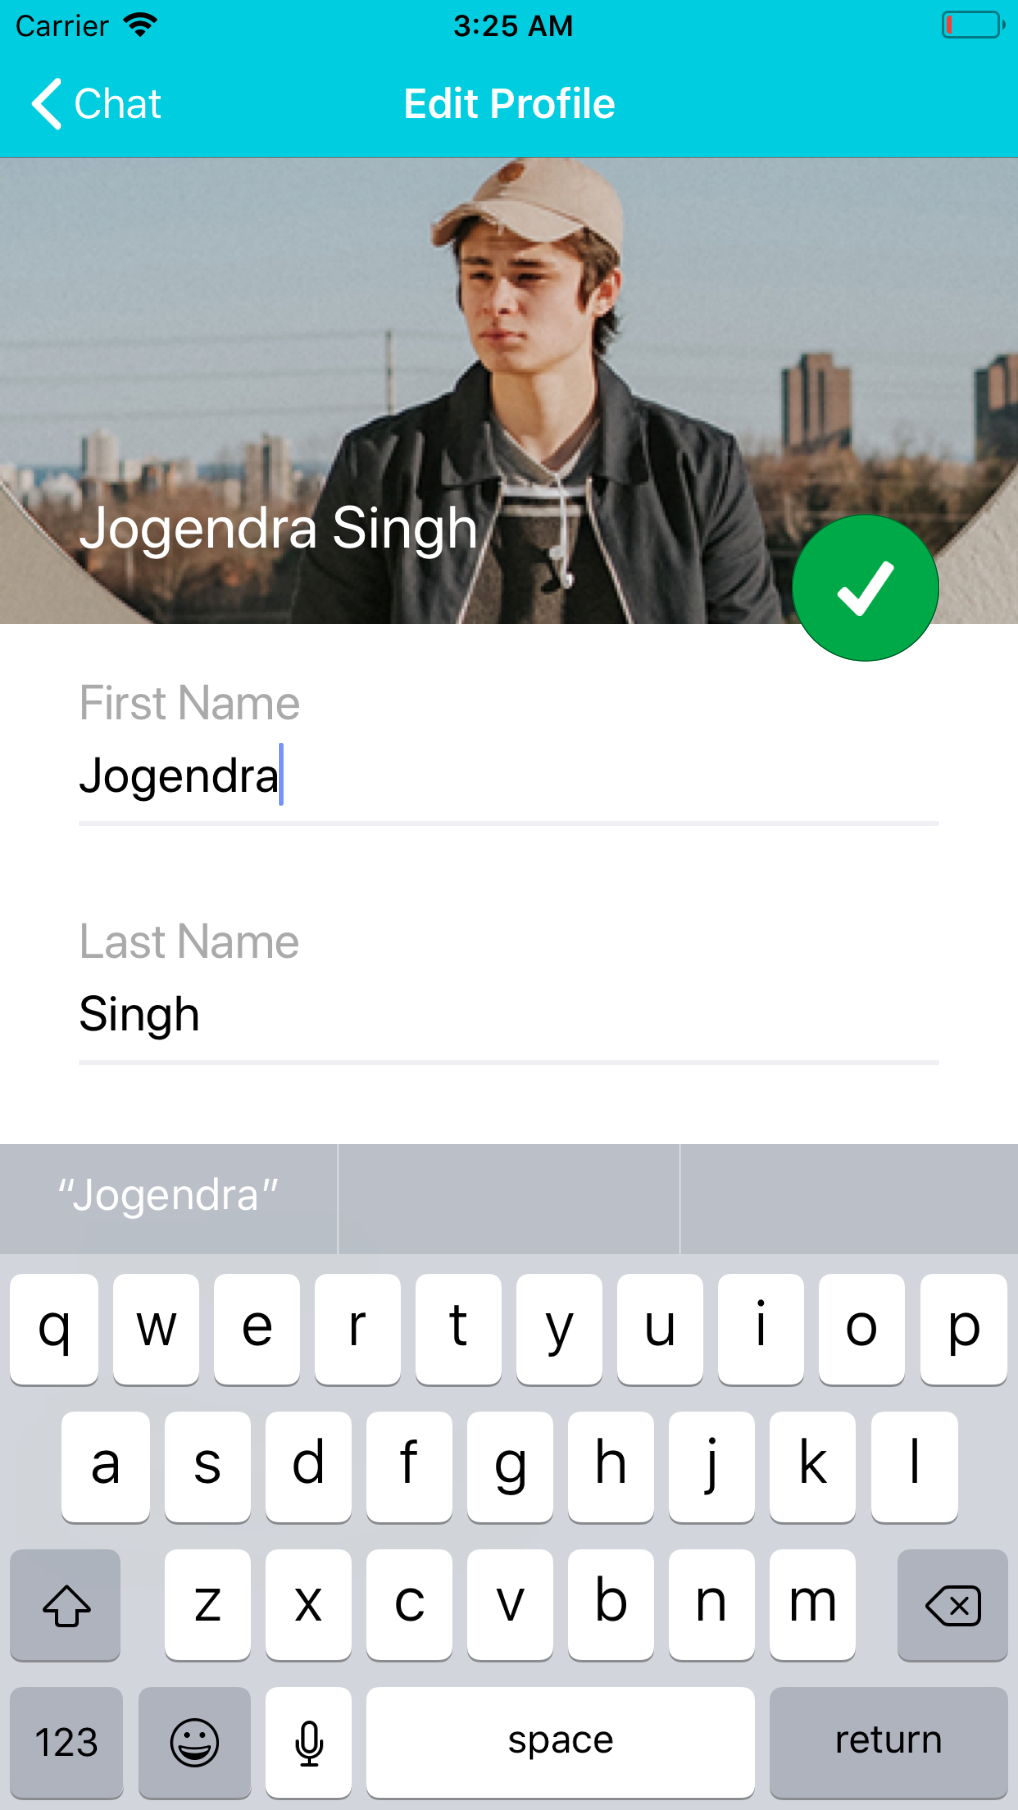 Carrier 3:25 AM
Chat Edit Profile
Jogendra Singh
First Name
Jogendra
Last Name
Singh
“Jogendra”
q w e r t y u i o p
a s d f g h j k l
z x c v b n m
123 space return